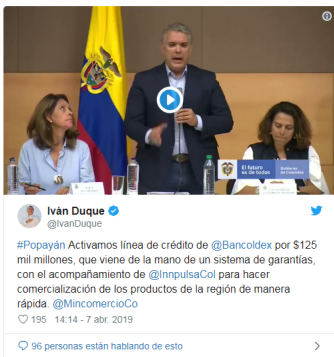 El futuro
es de todos
Gobierno
de Colombia
Iván Duque
@IvanDuque
#Popayán Activamos línea de crédito de @Bancoldex por $125
mil millones, que viene de la mano de un sistema de garantías,
con el acompañamiento de @InnpulsaCol para hacer
comercialización de los productos de la región de manera
rápida. @MincomercioCo
195 14:14 - 7 abr. 2019
96 personas están hablando de esto